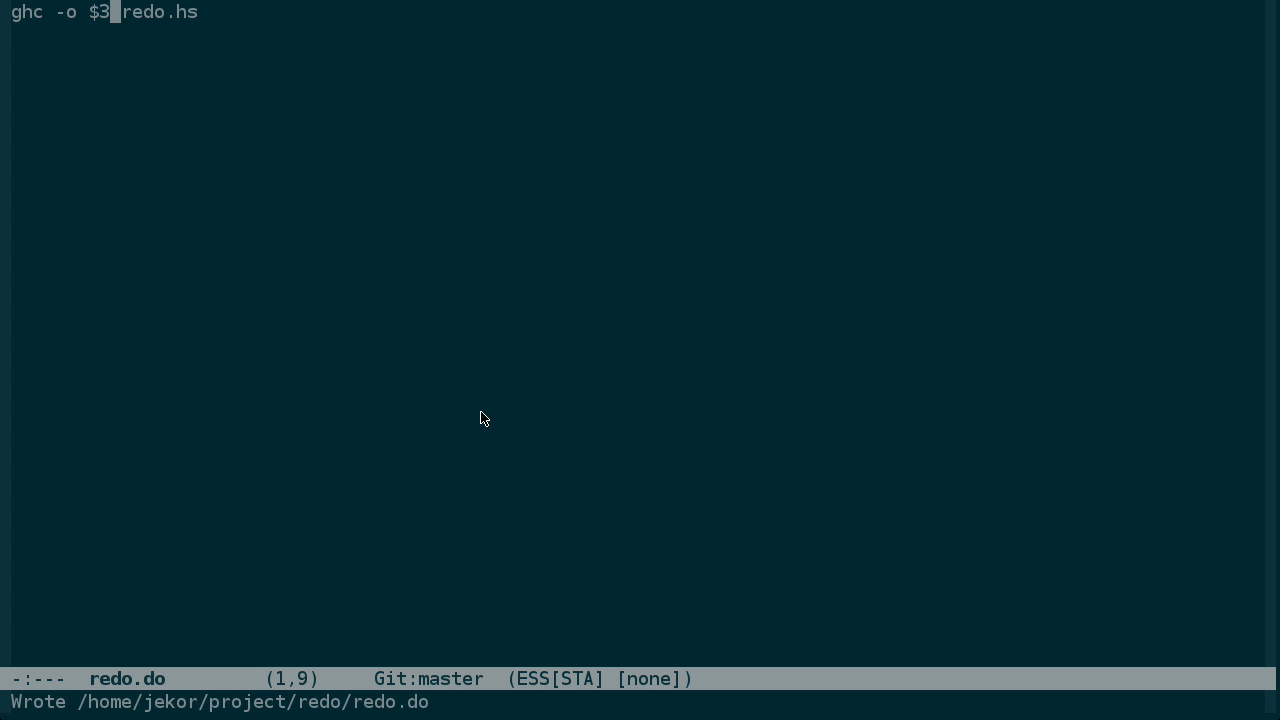 ghc -o $3 redo.hs
-:--- redo.do (1,9) Git:master (ESS[STA] [none])
Wrote /home/jekor/project/redo/redo.do